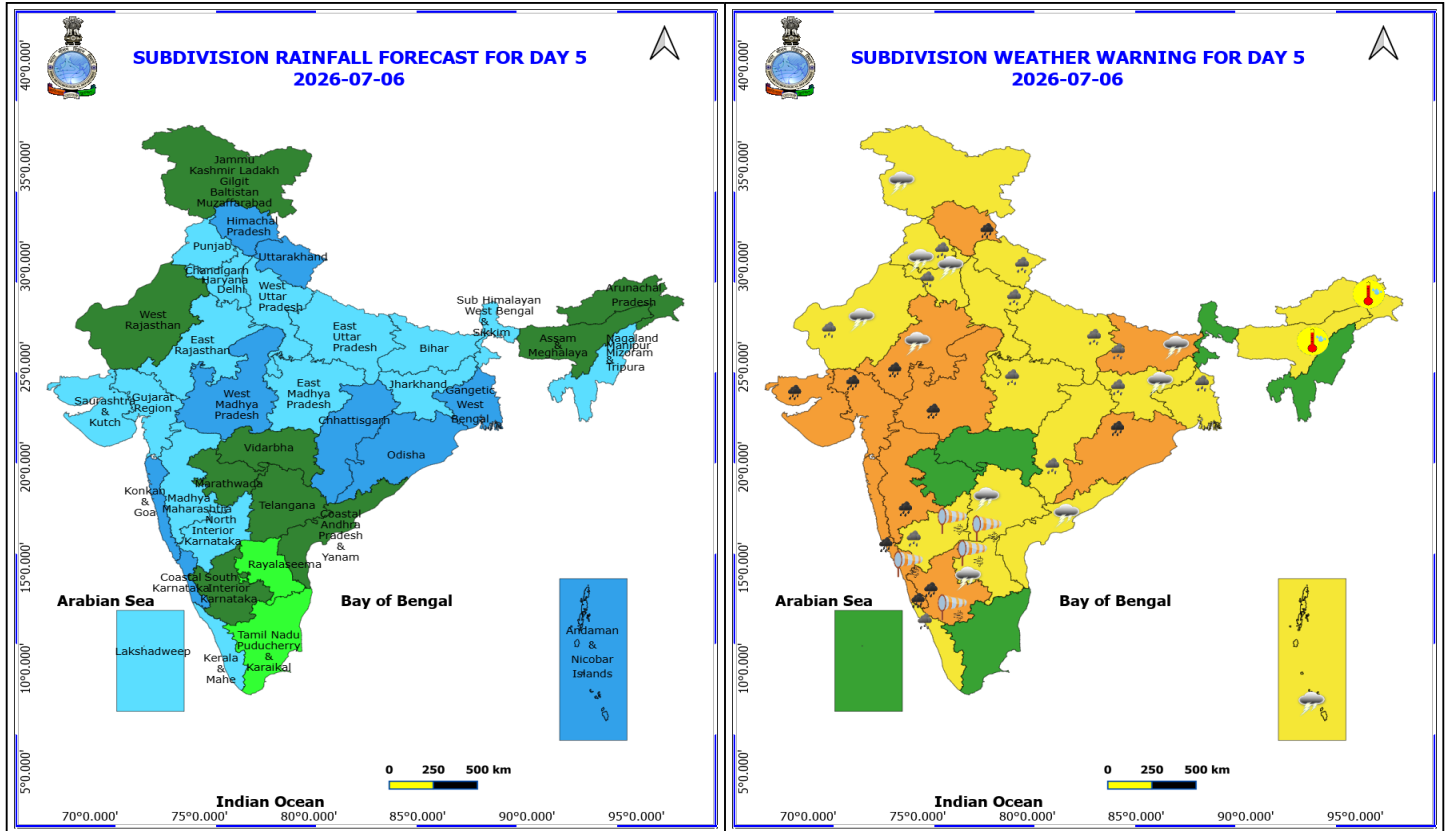 SUBDIVISION RAINFALL FORECAST FOR DAY 5
2026-07-06
40°0.000'
35°0.000'
30°0.000'
25°0.000'
20°0.000'
15°0.000'
10°0.000'
5°0.000'
Jammu
Kashmir Ladakh
Gilgit
Baltistan
Muzaffarabad
Himachal
Pradesh
Punjab
Uttarakhand
Chandigarh
Haryana
Delhi
West
Uttar
Pradesh
West
Rajasthan
East
Rajasthan
East
Uttar
Pradesh
Bihar
Sub Himalayan
West Bengal
&
Sikkim
Arunachal
Pradesh
Assam
&
Meghalaya
Nagaland
Manipur
Mizoram
&
Tripura
Saurashtra
&
Kutch
Gujarat
Region
West
Madhya
Pradesh
East
Madhya
Pradesh
Jharkhand
Gangetic
West
Bengal
Chhattisgarh
Odisha
Vidarbha
Marathwada
Konkan
&
Goa
Madhya
Maharashtra
North
Interior
Karnataka
Telangana
Coastal
Andhra
Pradesh
&
Yanam
Rayalaseema
Coastal
Karnataka
South
Interior
Karnataka
Tamil Nadu
Puducherry
&
Karaikal
Kerala
&
Mahe
Lakshadweep
Andaman
&
Nicobar
Islands
Arabian Sea
Bay of Bengal
Indian Ocean
0 250 500 km
70°0.000' 75°0.000' 80°0.000' 85°0.000' 90°0.000' 95°0.000'
SUBDIVISION WEATHER WARNING FOR DAY 5
2026-07-06
40°0.000'
35°0.000'
30°0.000'
25°0.000'
20°0.000'
15°0.000'
10°0.000'
5°0.000'
Arabian Sea
Bay of Bengal
Indian Ocean
0 250 500 km
70°0.000' 75°0.000' 80°0.000' 85°0.000' 90°0.000' 95°0.000'